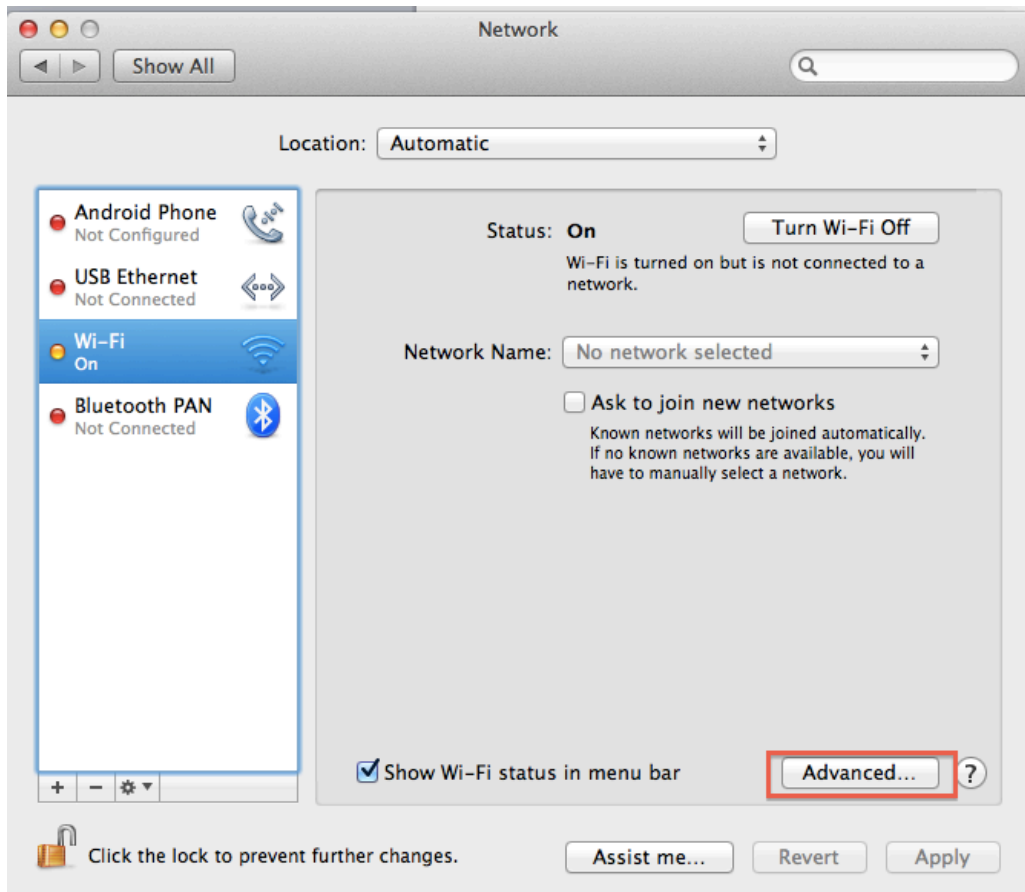 Network
Show All
Location: Automatic
Android Phone
Not Configured
USB Ethernet
Not Connected
Wi-Fi
On
Bluetooth PAN
Not Connected
Status: On
Turn Wi-Fi Off
Wi-Fi is turned on but is not connected to a
network.
Network Name: No network selected
Ask to join new networks
Known networks will be joined automatically.
If no known networks are available, you will
have to manually select a network.
Show Wi-Fi status in menu bar
Advanced...
?
+ −
Click the lock to prevent further changes.
Assist me...
Revert
Apply